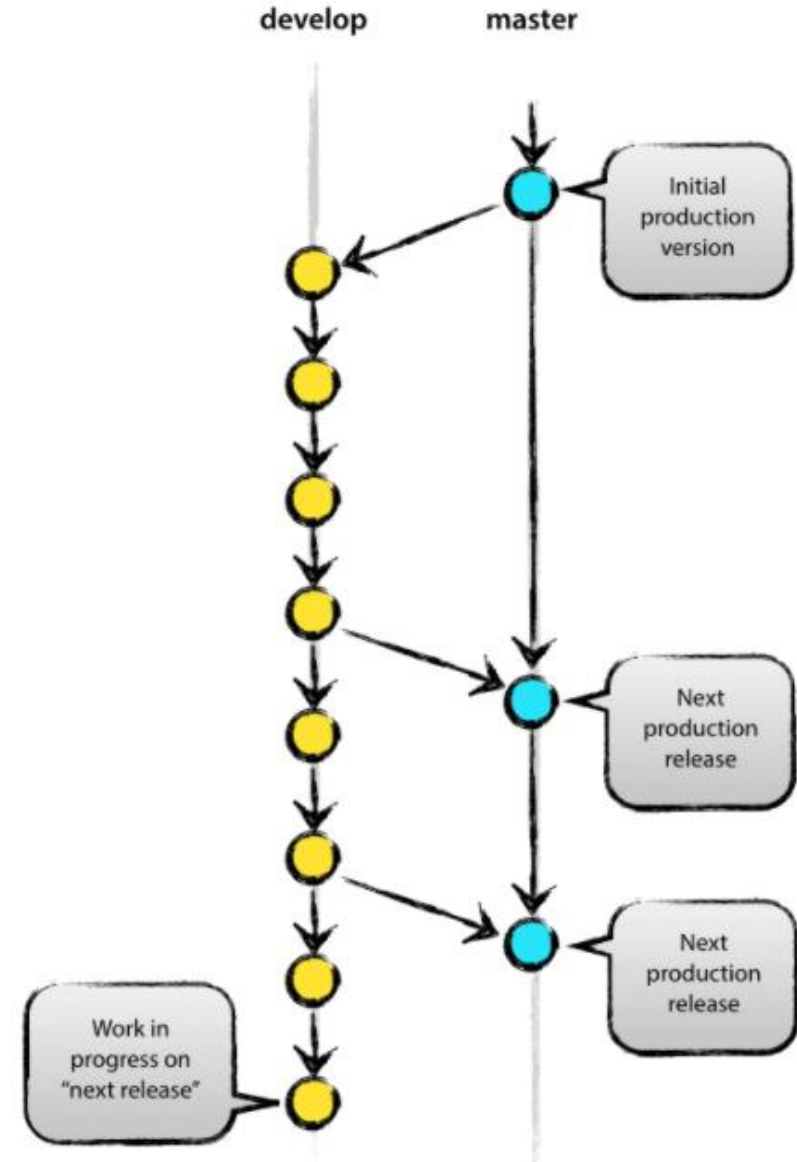 develop
master
Initial
production
version
Next
production
release
Next
production
release
Work in
progress on
“next release”